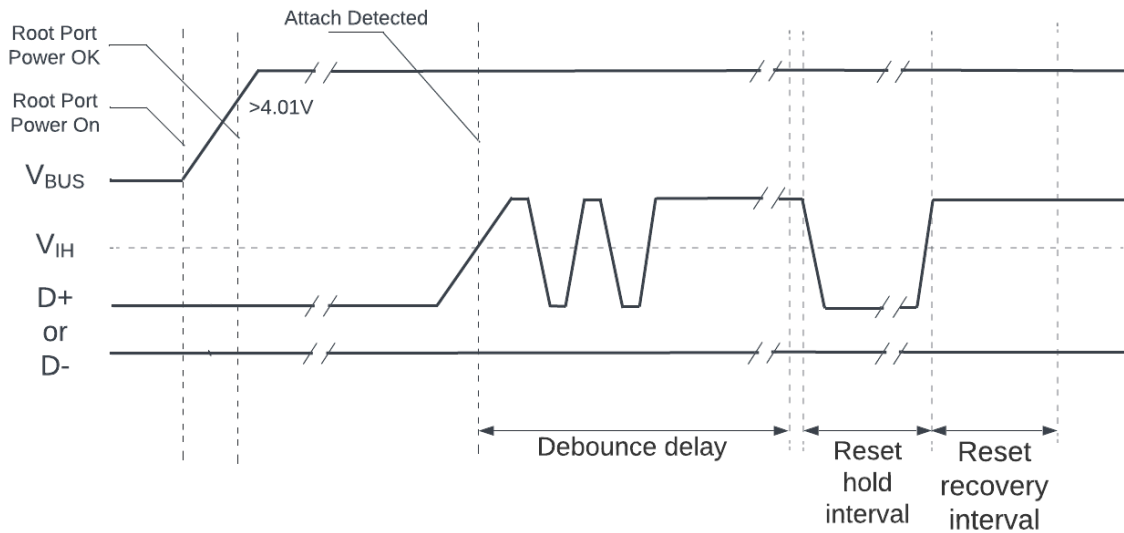 Root Port
Power OK
Attach Detected
Root Port
Power On
>4.01V
VBUS
VIH
D+
or
D-
Debounce delay
Reset
hold
interval
Reset
recovery
interval